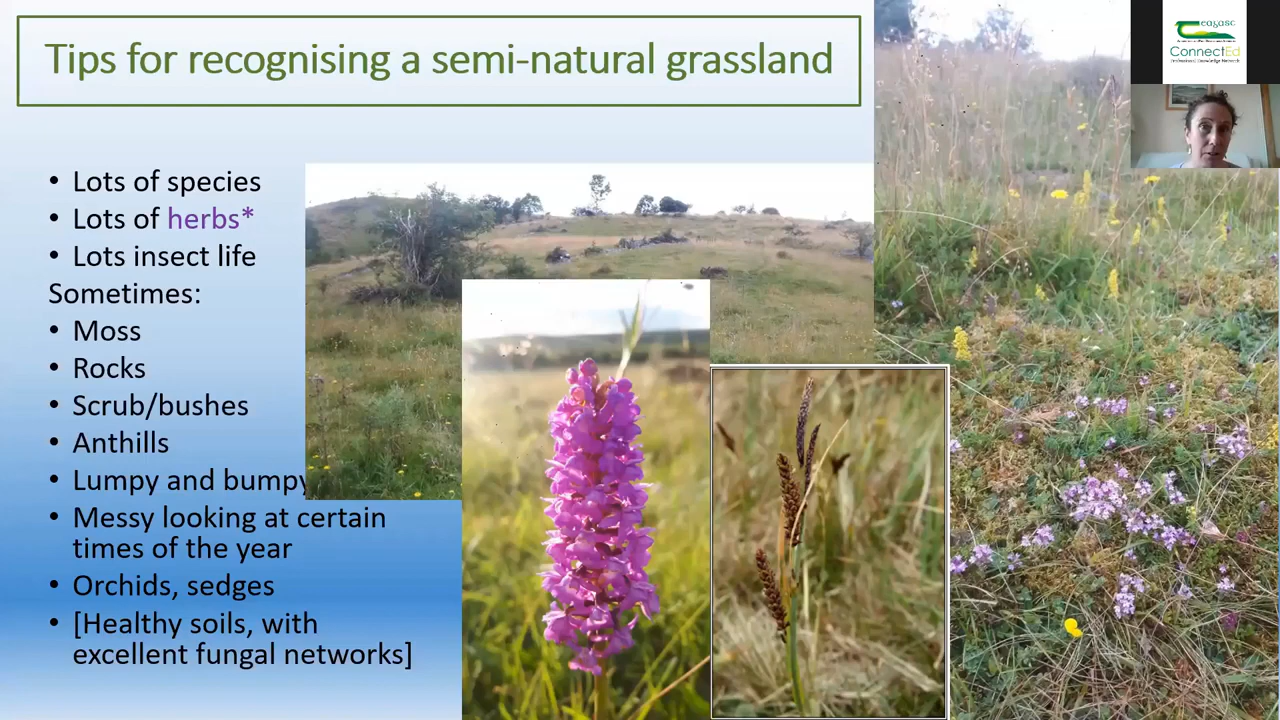 Tips for recognising a semi-natural grassland
• Lots of species
• Lots of herbs*
• Lots insect life
Sometimes:
• Moss
• Rocks
• Scrub/bushes
• Anthills
• Lumpy and bumpy
• Messy looking at certain
times of the year
• Orchids, sedges
• [Healthy soils, with
excellent fungal networks]
eagasc
ConnectEd